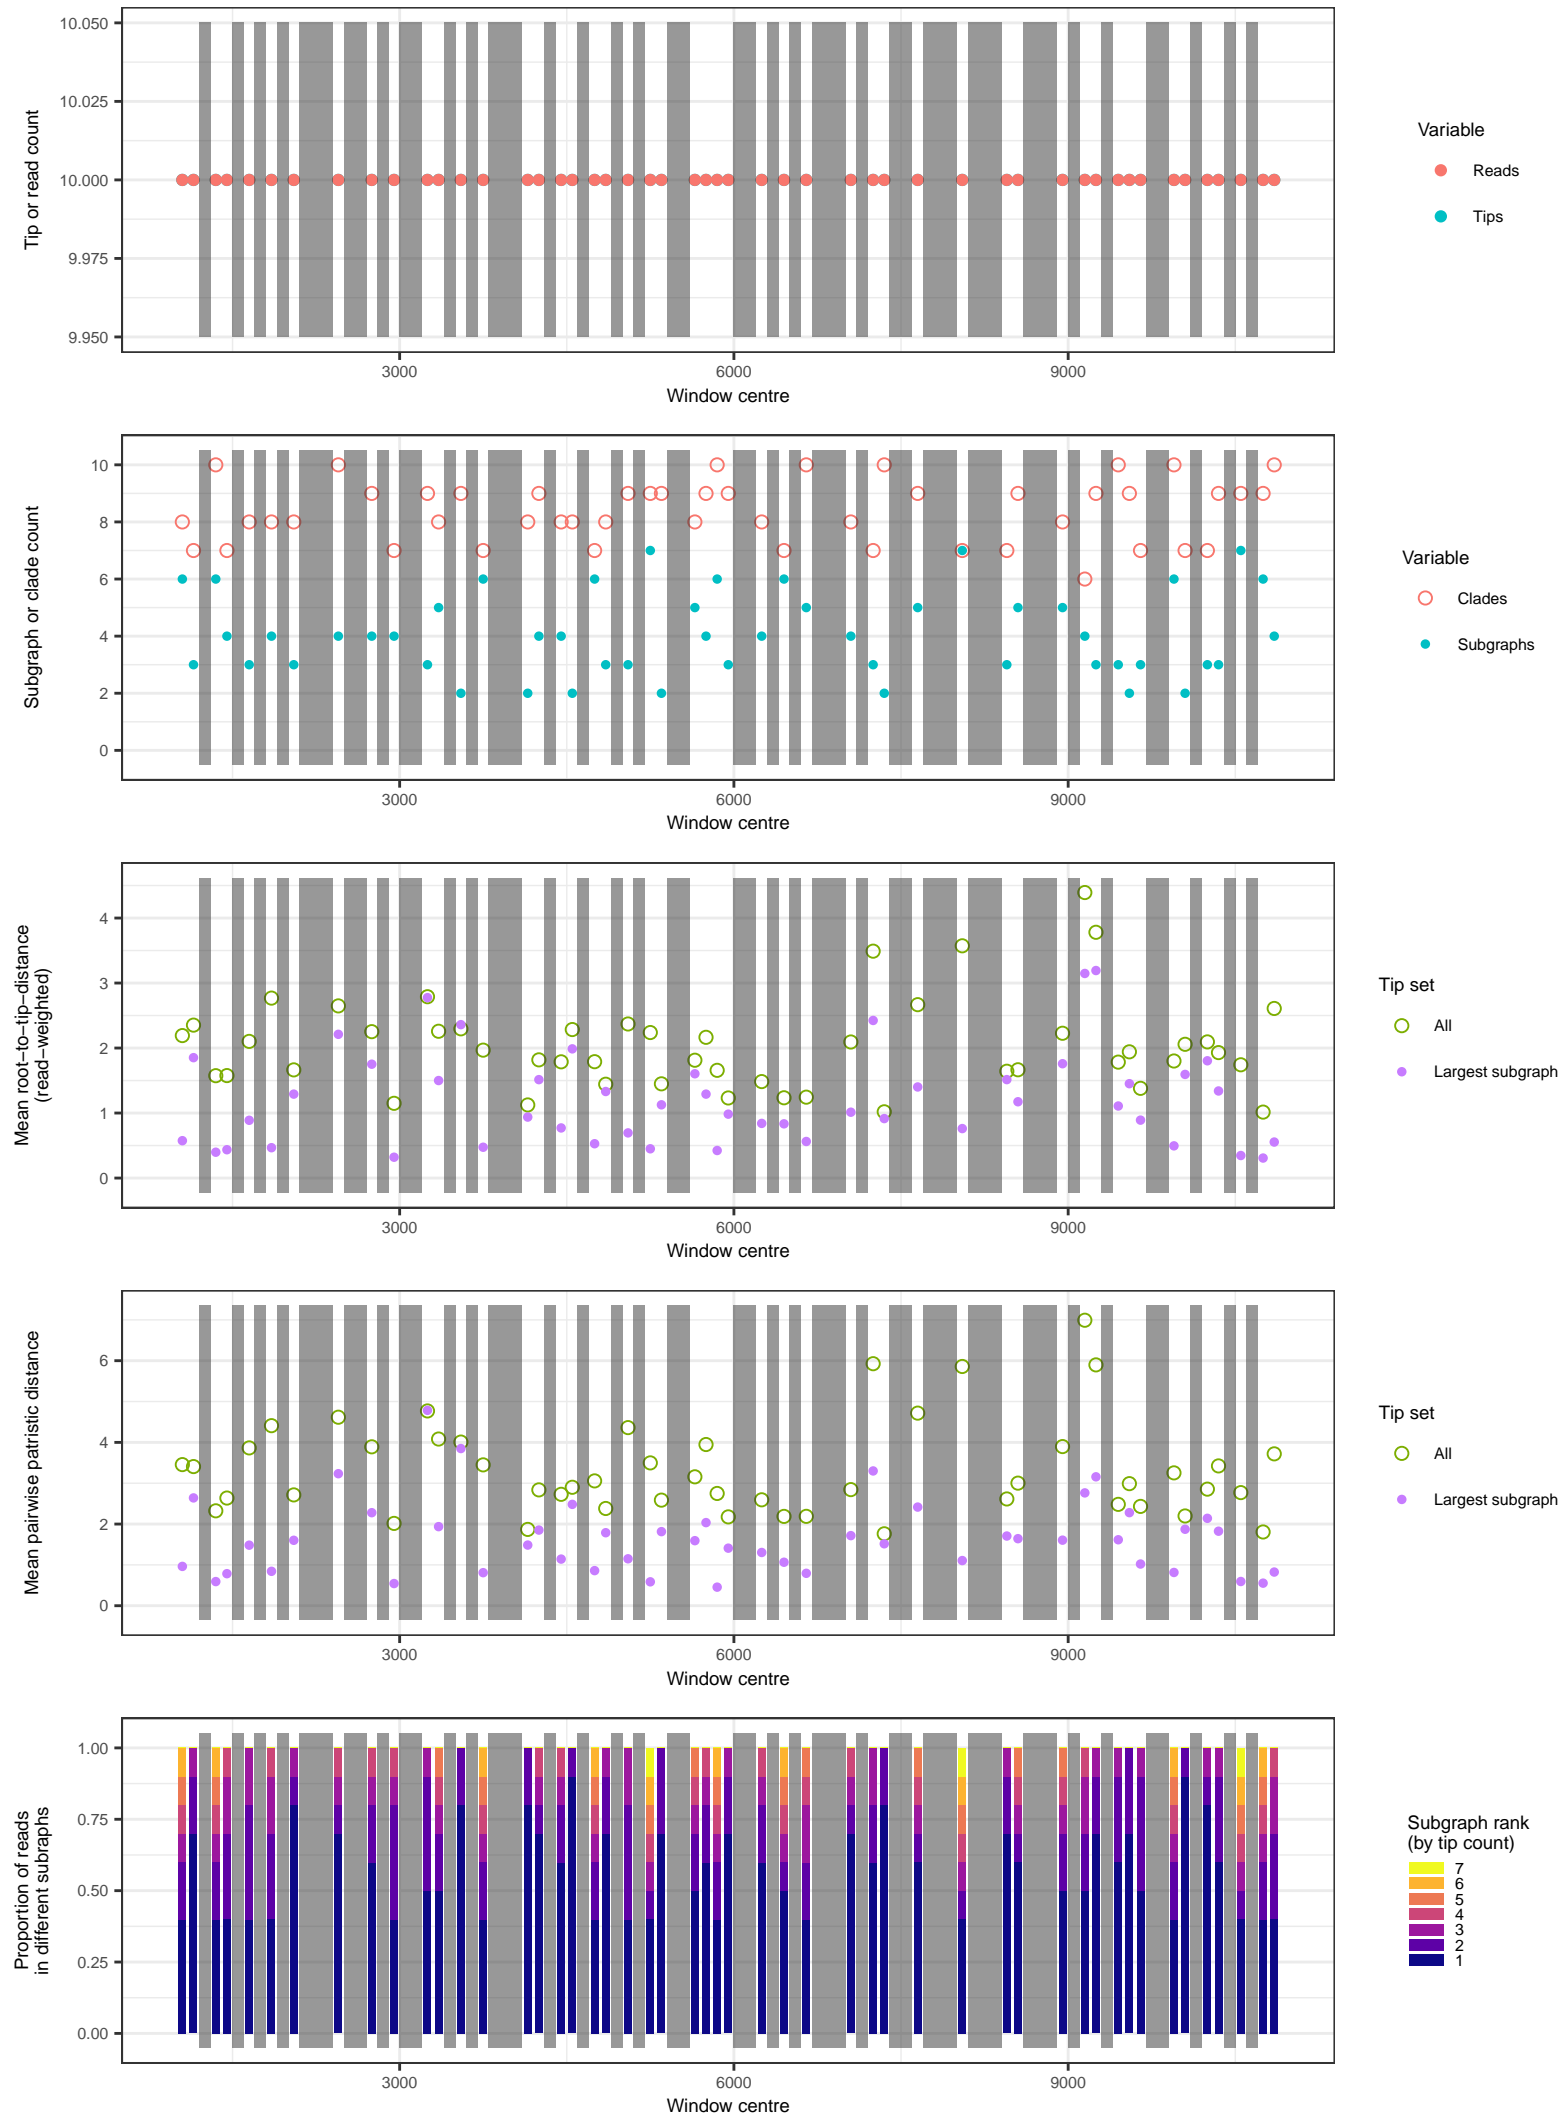 10.050
10.025
10.000
9.975
9.950
Tip or read count
3000
6000
9000
Window centre
Variable
Reads
Tips
10
8
6
4
2
0
Subgraph or clade count
3000
6000
9000
Window centre
Variable
Clades
Subgraphs
4
3
2
1
0
Mean root−to−tip−distance
(read−weighted)
3000
6000
9000
Window centre
Tip set
All
Largest subgraph
6
4
2
0
Mean pairwise patristic distance
3000
6000
9000
Window centre
Tip set
All
Largest subgraph
1.00
0.75
0.50
0.25
0.00
Proportion of reads
in different subraphs
3000
6000
9000
Window centre
Subgraph rank
(by tip count)
7
6
5
4
3
2
1